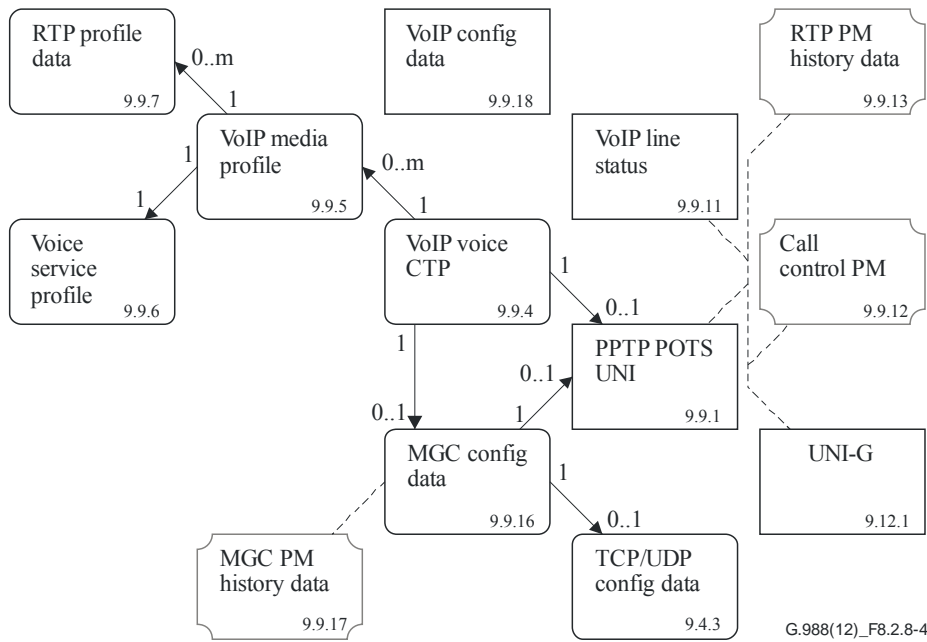 RTP profile
data
9.9.7
0..m
1
VoIP config
data
9.9.18
RTP PM
history data
9.9.13
VoIP media
profile
9.9.5
1
1
0..m
1
VoIP line
status
9.9.11
Voice
service
profile
9.9.6
VoIP voice
CTP
9.9.4
1
0..1
Call
control PM
9.9.12
1
0..1
PPTP POTS
UNI
9.9.1
0..1
1
MGC config
data
9.9.16
1
0..1
UNI-G
9.12.1
MGC PM
history data
9.9.17
TCP/UDP
config data
9.4.3
G.988(12)_F8.2.8-4